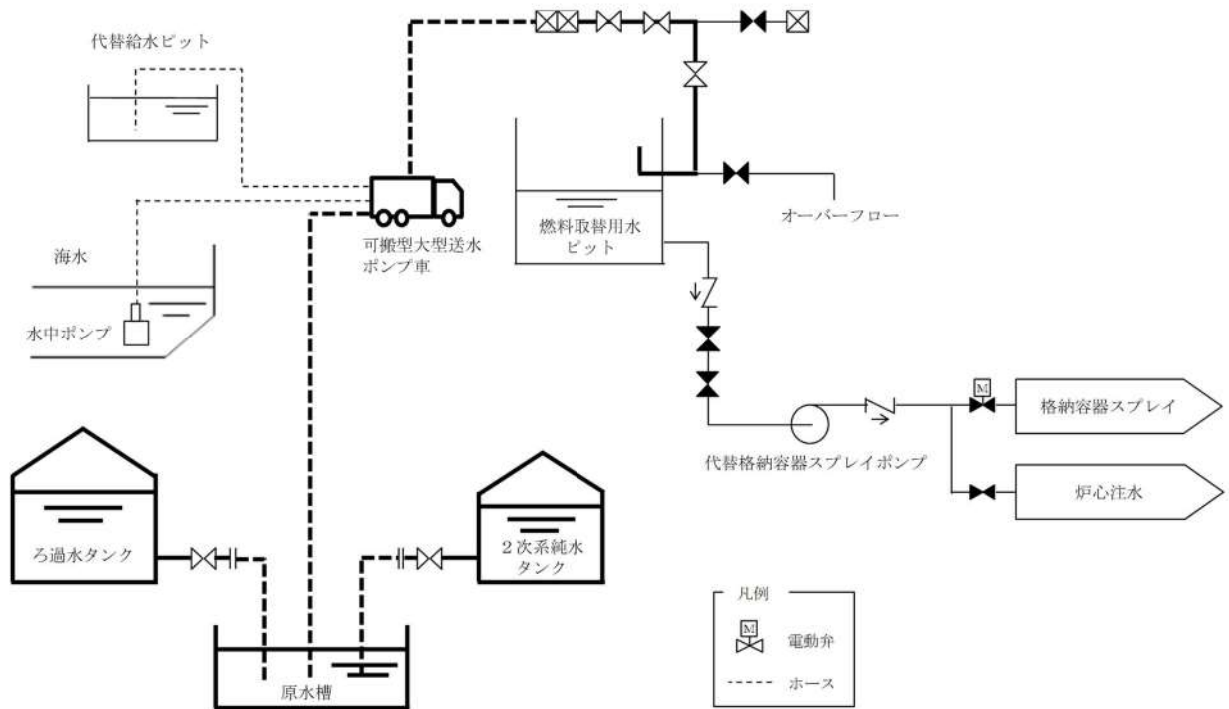 代替給水ピット
可搬型大型送水
ポンプ車
海水
水中ポンプ
燃料取替用水
ピット
オーバーフロー
M
格納容器スプレイ
代替格納容器スプレイポンプ
炉心注水
ろ過水タンク
２次系純水
タンク
原水槽
凡例
M
電動弁
ホース